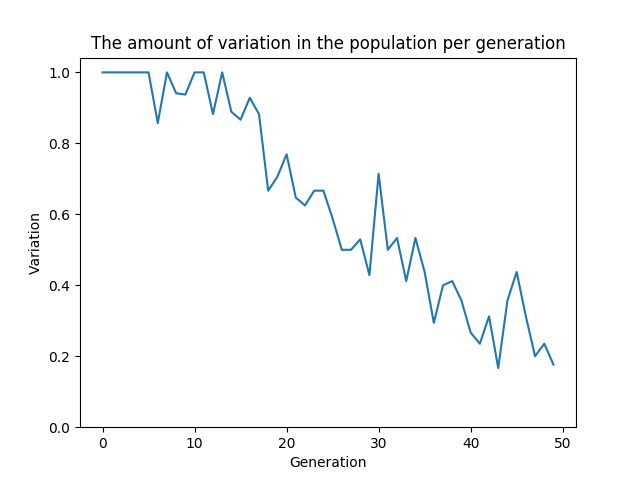 The amount of variation in the population per generation
1.0
0.8
0.6
0.4
0.2
0.0
Variation
0 10 20 30 40 50
Generation